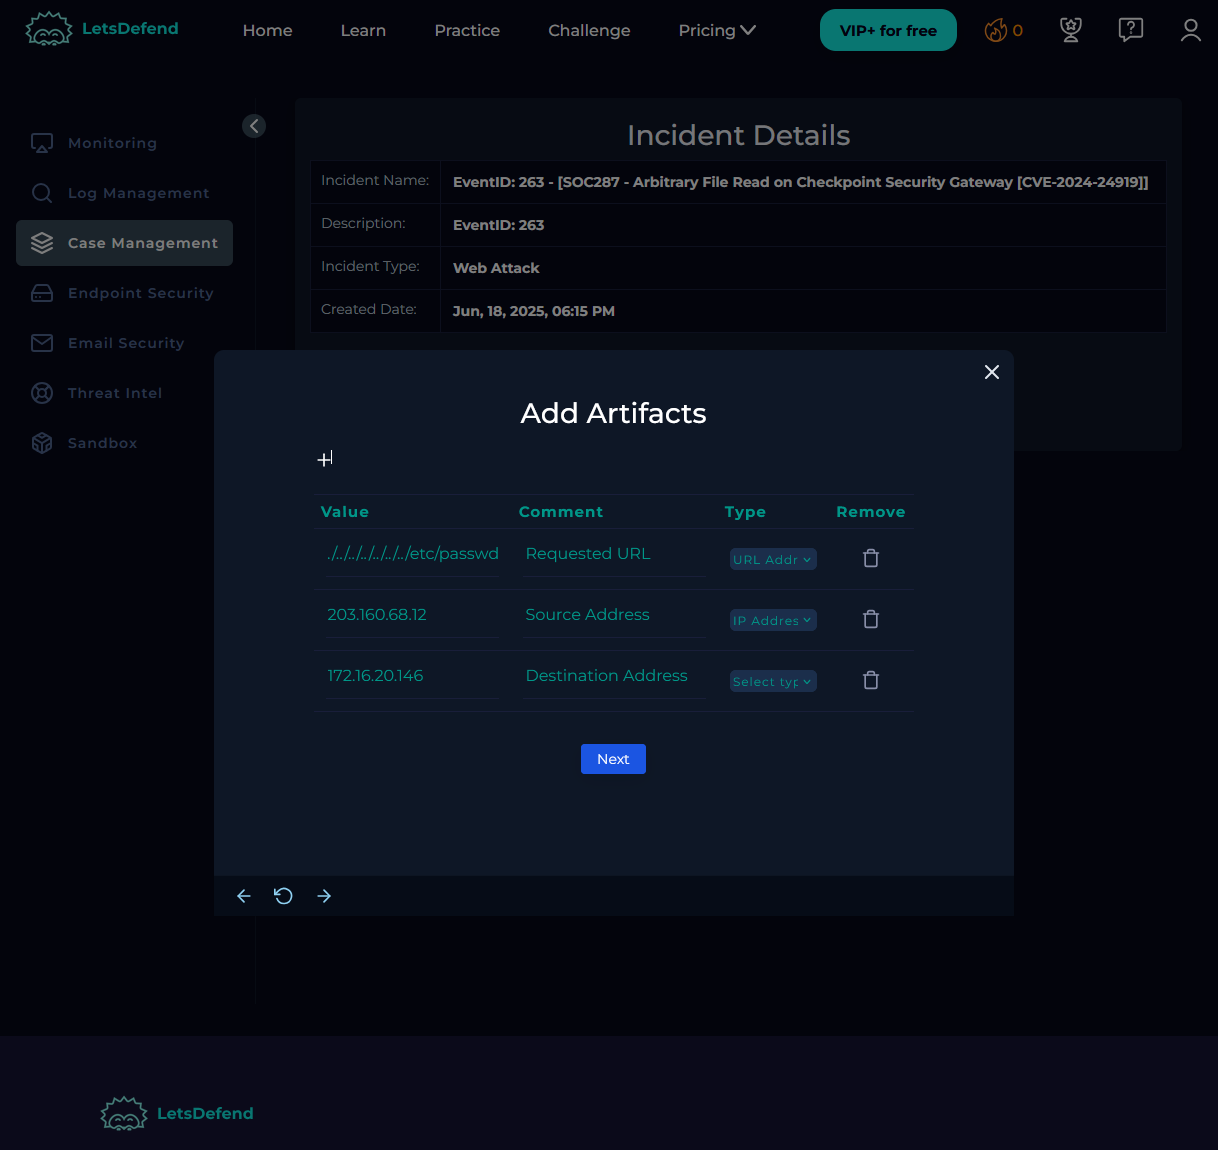 LetsDefend
Home
Learn
Practice
Challenge
Pricing
VIP+ for free
0
Monitoring
Log Management
Case Management
Endpoint Security
Email Security
Threat Intel
Sandbox
Incident Details
Incident Name: EventID: 263 - [SOC287 - Arbitrary File Read on Checkpoint Security Gateway [CVE-2024-24919]]
Description: EventID: 263
Incident Type: Web Attack
Created Date: Jun, 18, 2025, 06:15 PM
Add Artifacts
+
Value Comment Type Remove
./../../../../../../etc/passwd Requested URL URL Addr
203.160.68.12 Source Address IP Addres
172.16.20.146 Destination Address Select typ
Next
LetsDefend